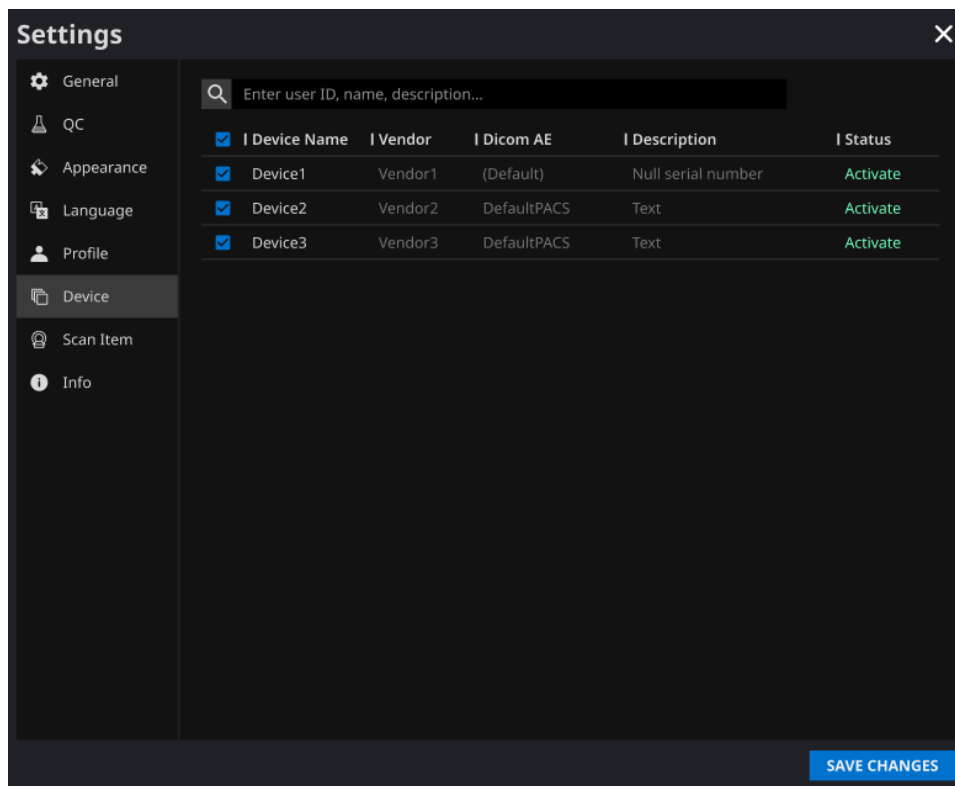 Settings
General
QC
Appearance
Language
Profile
Device
Scan Item
Info
Enter user ID, name, description...
Device Name Vendor Dicom AE Description Status
Device1 Vendor1 (Default) Null serial number Activate
Device2 Vendor2 DefaultPACS Text Activate
Device3 Vendor3 DefaultPACS Text Activate
SAVE CHANGES